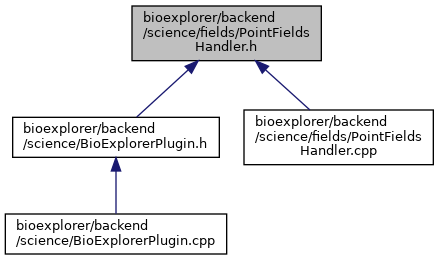 bioexplorer/backend
/science/fields/PointFields
Handler.h
bioexplorer/backend
/science/BioExplorerPlugin.h
bioexplorer/backend
/science/fields/PointFields
Handler.cpp
bioexplorer/backend
/science/BioExplorerPlugin.cpp